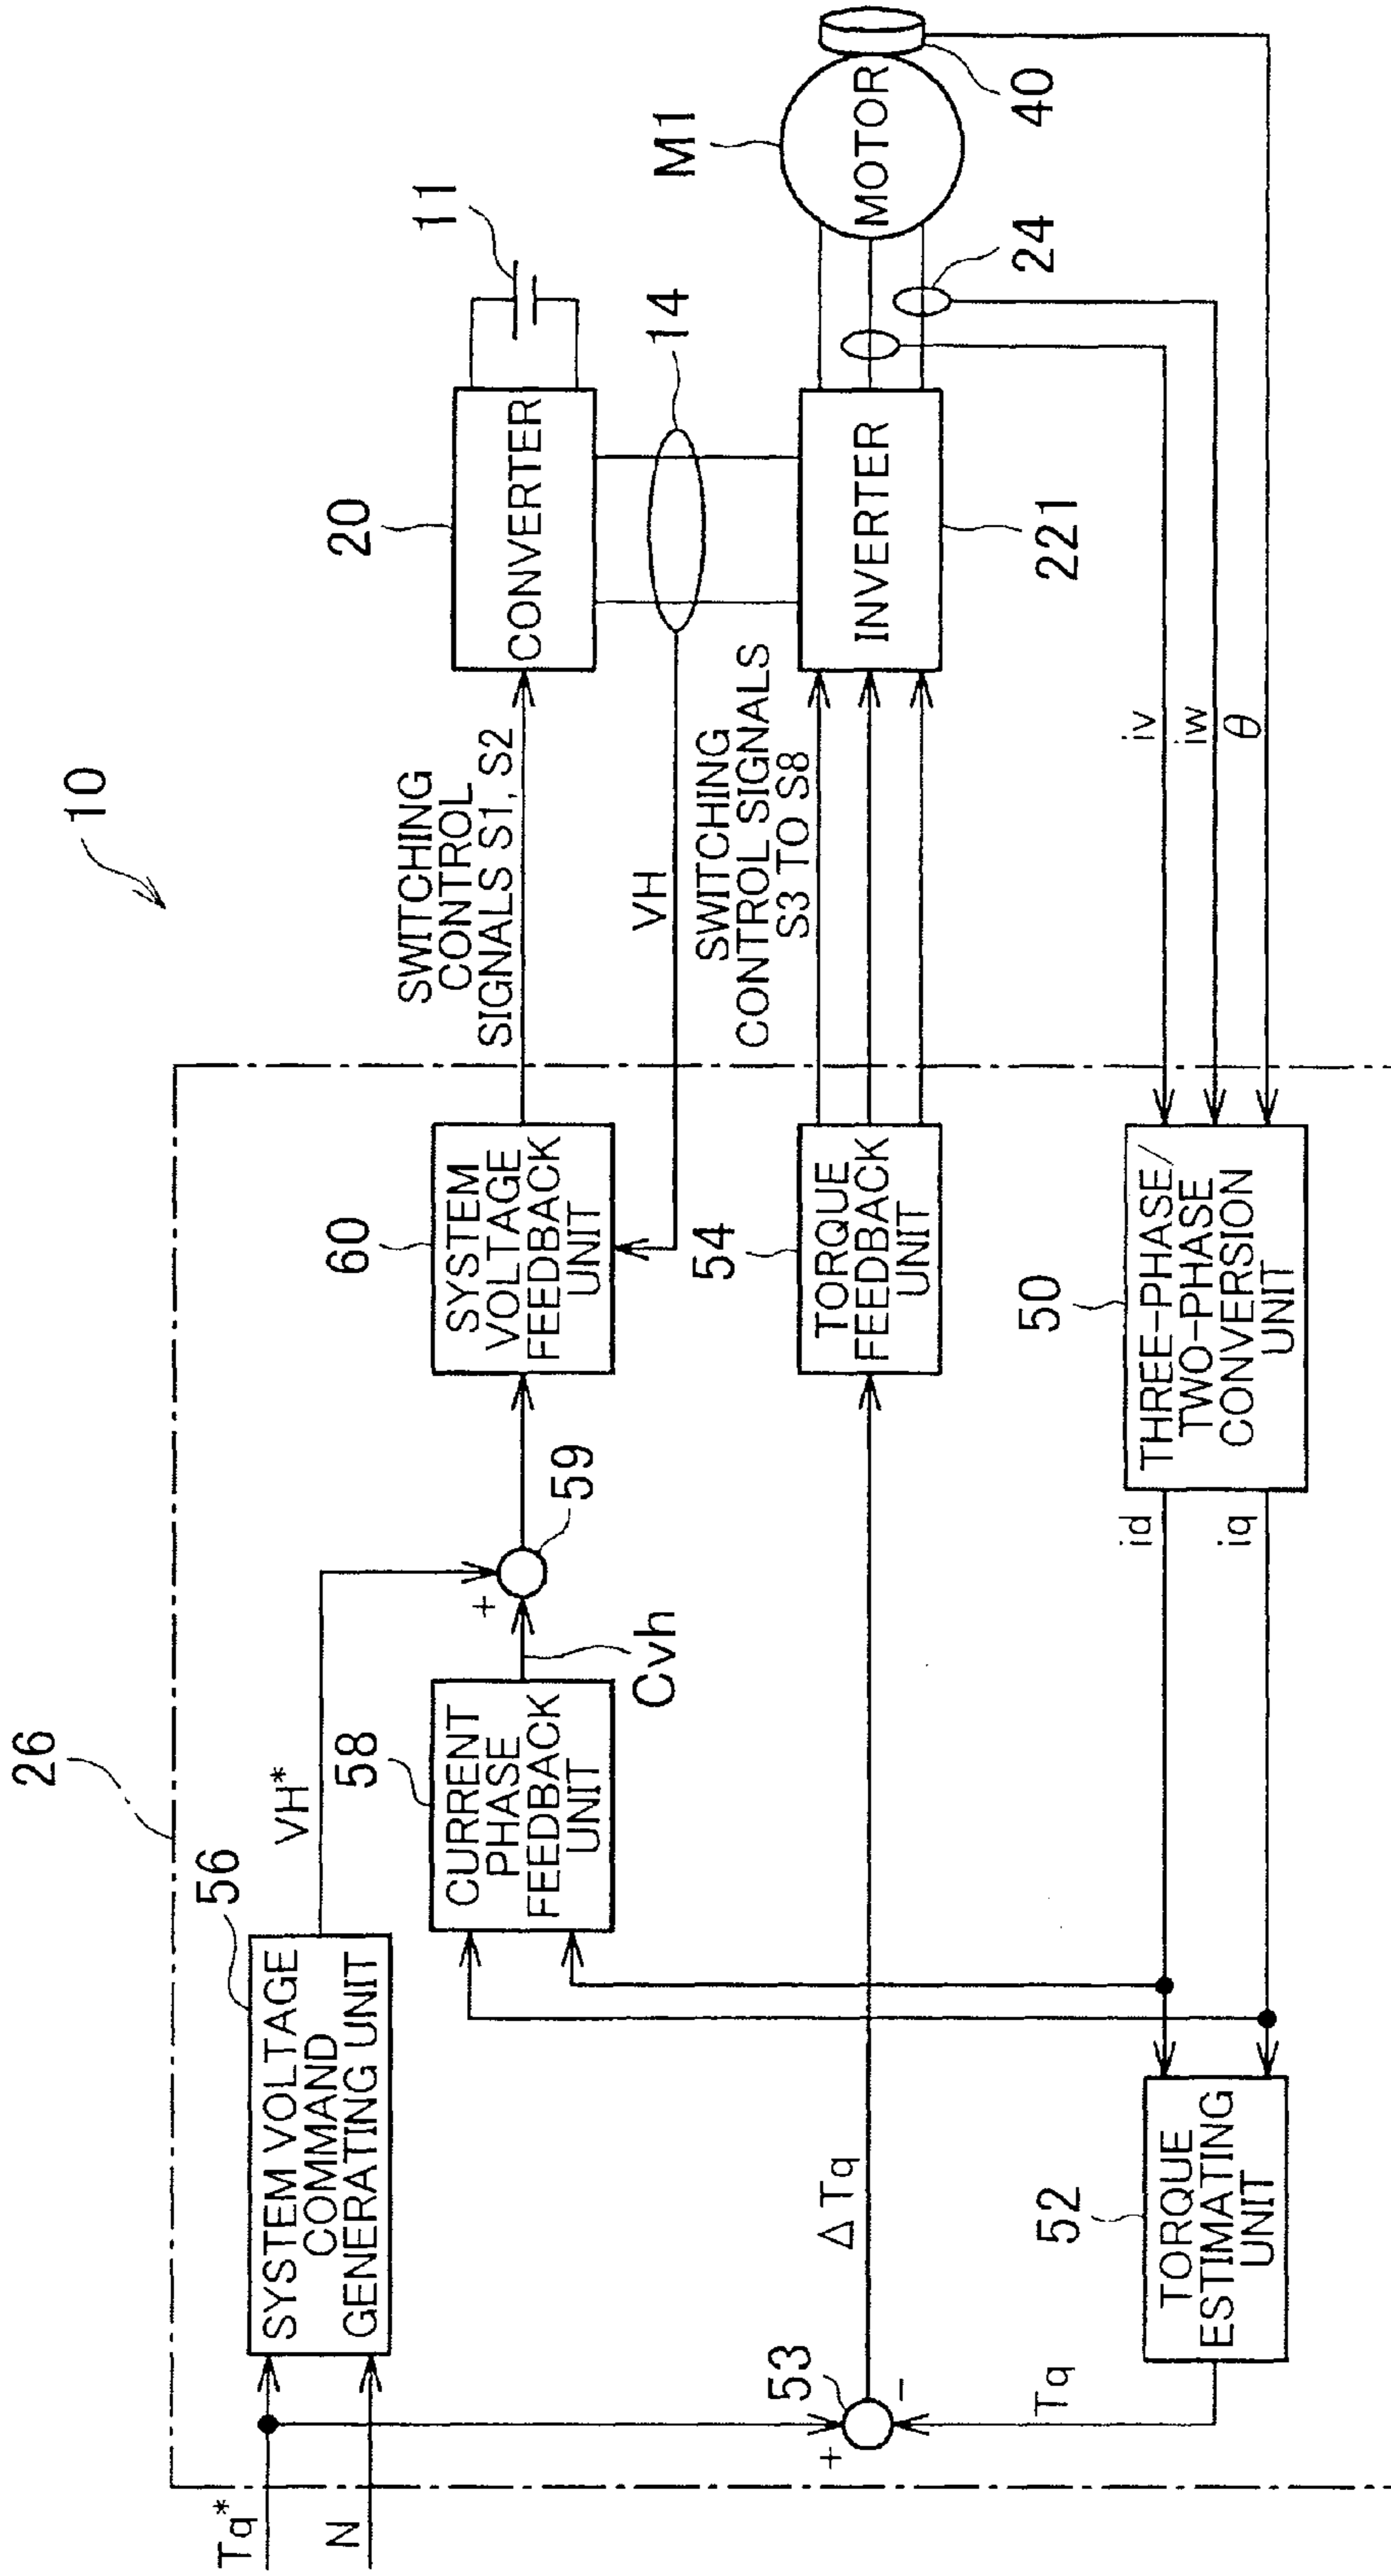 10
26
Tq*
N
56
SYSTEM VOLTAGE
COMMAND
GENERATING UNIT
VH*
58
CURRENT
PHASE
FEEDBACK
UNIT
Cvh
+
59
60
SYSTEM
VOLTAGE
FEEDBACK
UNIT
SWITCHING
CONTROL
SIGNALS S1, S2
20
CONVERTER
11
VH
14
53
+
−
ΔTq
54
TORQUE
FEEDBACK
UNIT
SWITCHING
CONTROL SIGNALS
S3 TO S8
INVERTER
221
M1
MOTOR
24
40
Tq
52
TORQUE
ESTIMATING
UNIT
id
iq
50
THREE-PHASE/
TWO-PHASE
CONVERSION
UNIT
iv
iw
θ